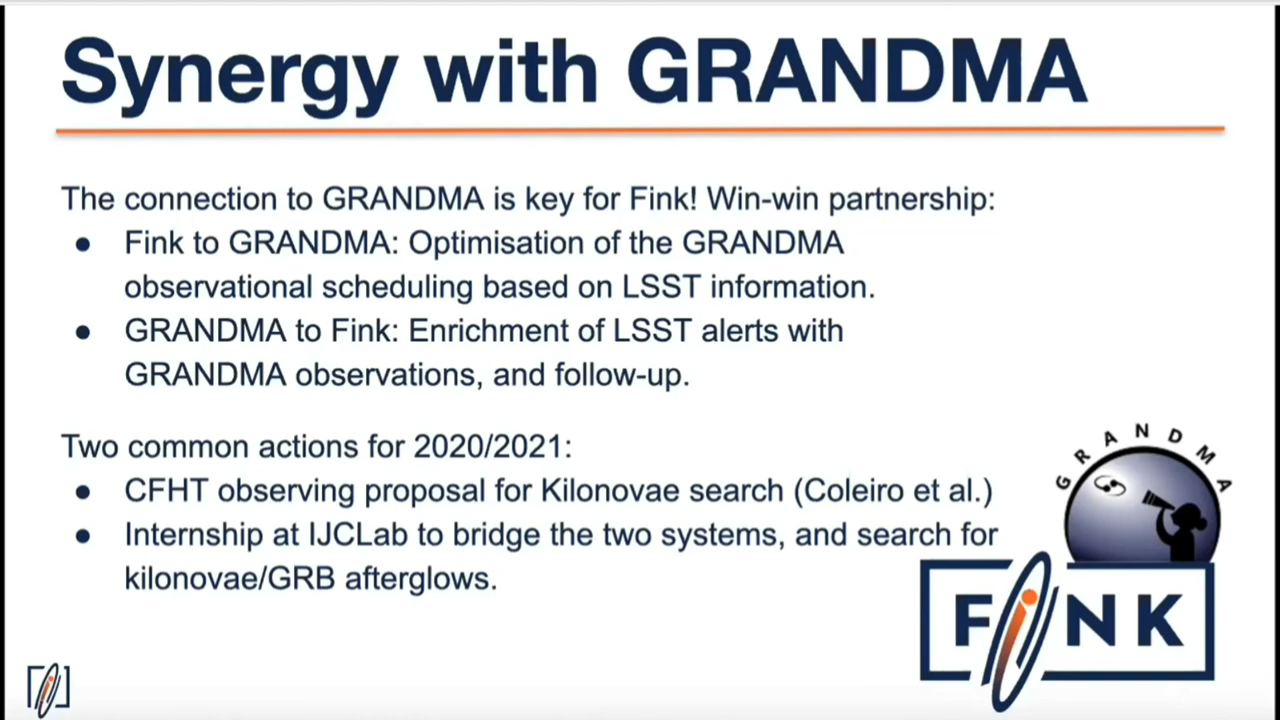 Synergy with GRANDMA
The connection to GRANDMA is key for Fink! Win-win partnership:
● Fink to GRANDMA: Optimisation of the GRANDMA
observational scheduling based on LSST information.
● GRANDMA to Fink: Enrichment of LSST alerts with
GRANDMA observations, and follow-up.
Two common actions for 2020/2021:
● CFHT observing proposal for Kilonovae search (Coleiro et al.)
● Internship at IJCLab to bridge the two systems, and search for
kilonovae/GRB afterglows.
GRANDMA
FiNK